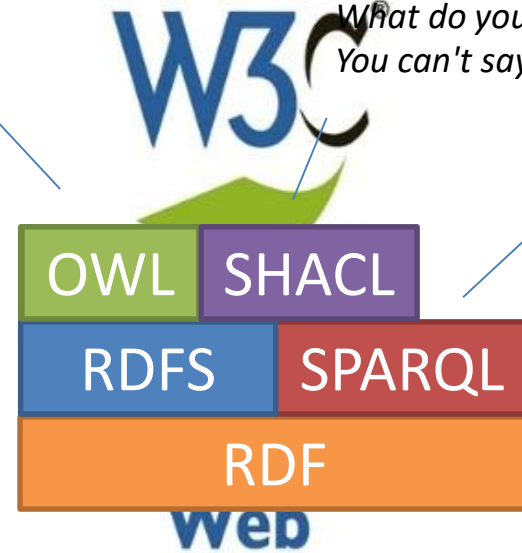 What do you
W3C®
You can't say
OWL SHACL
RDFS SPARQL
RDF
Web